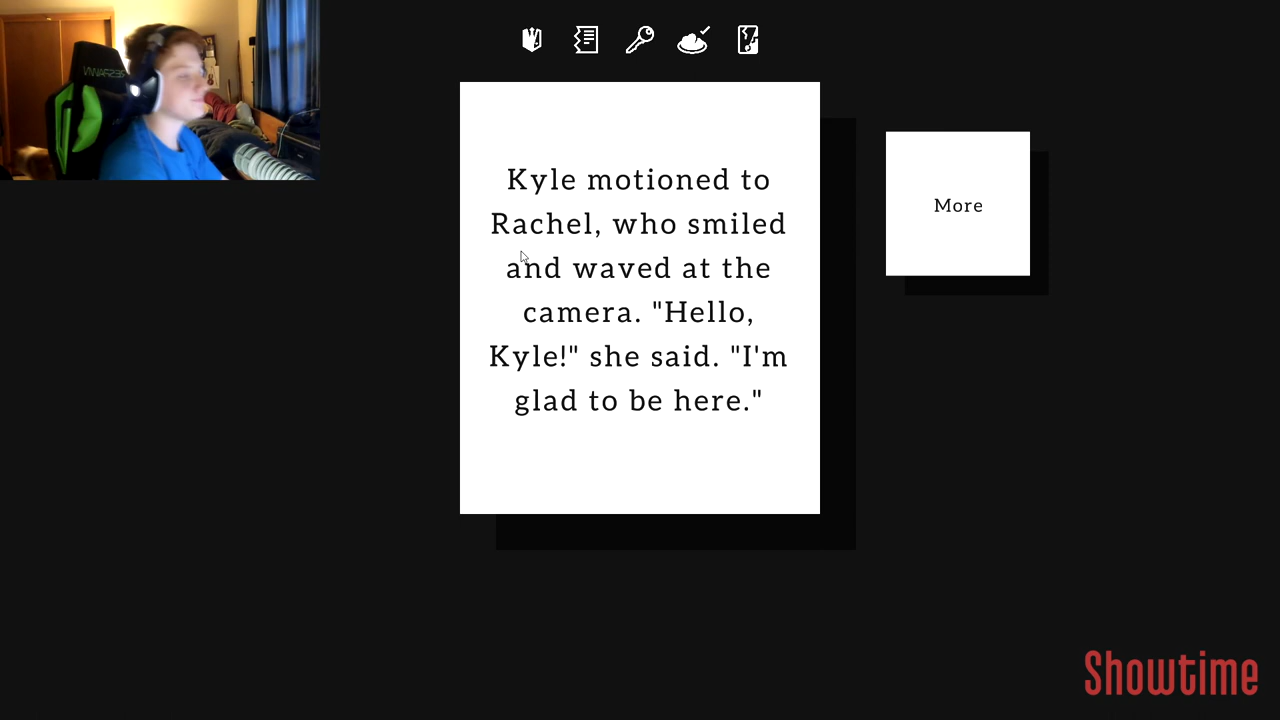 Kyle motioned to
Rachel, who smiled
and waved at the
camera. "Hello,
Kyle!" she said. "I'm
glad to be here."
More
Showtime